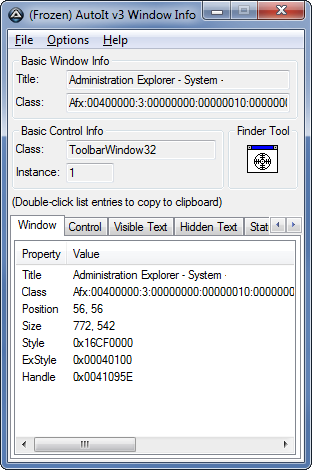 (Frozen) AutoIt v3 Window Info
File Options Help
Basic Window Info
Title: Administration Explorer - System -
Class: Afx:00400000:3:00000000:00000010:0000000
Basic Control Info
Finder Tool
Class: ToolbarWindow32
Instance: 1
(Double-click list entries to copy to clipboard)
Window Control Visible Text Hidden Text Stat
Property Value
Title Administration Explorer - System -
Class Afx:00400000:3:00000000:00000010:00000000
Position 56, 56
Size 772, 542
Style 0x16CF0000
ExStyle 0x00040100
Handle 0x0041095E